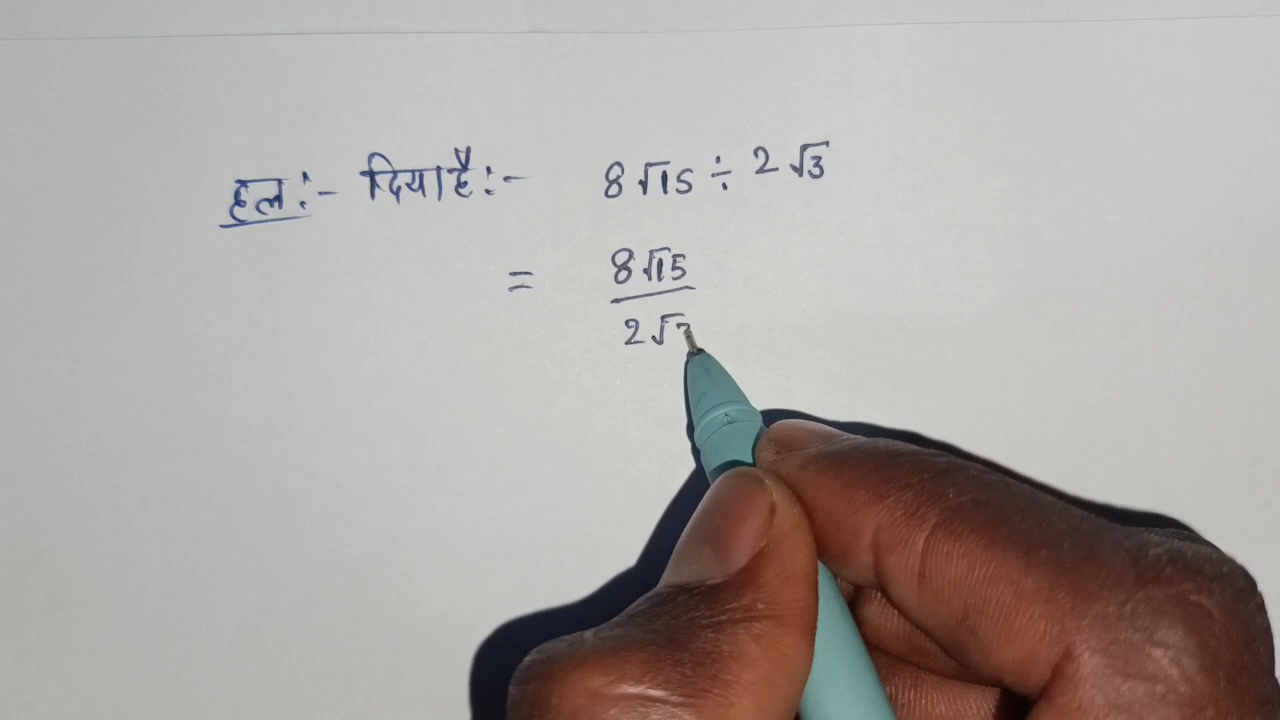 हल :- दिया है :- 8√15 ÷ 2√3
= 8√15
2√